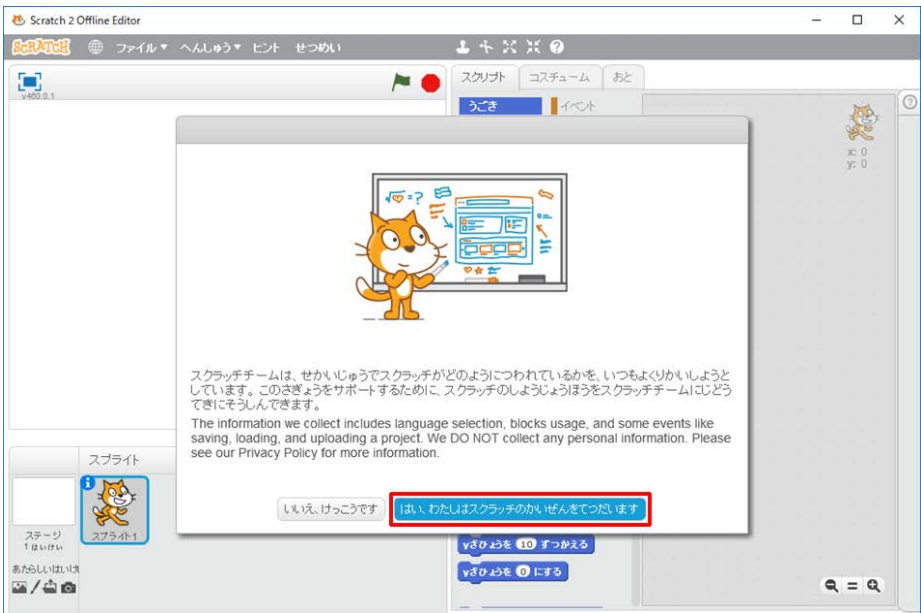 Scratch 2 Offline Editor
SCRATCH ファイル▼ へんしゅう▼ ヒント せつめい
v460.0.1
スクリプト コスチューム おと
うごき イベント
x: 0
y: 0
√♡=?
スクラッチチームは、せかいじゅうでスクラッチがどのようにつわれているかを、いつもよくりかいしようと
しています。このさぎょうをサポートするために、スクラッチのしようじょうほうをスクラッチチームにじどう
てきにそうしんできます。
The information we collect includes language selection, blocks usage, and some events like
saving, loading, and uploading a project. We DO NOT collect any personal information. Please
see our Privacy Policy for more information.
いいえ、けっこうです はい、わたしはスクラッチのかいぜんをてつだいます
スプライト
ステージ
1 はいけい
スプライト1
あたらしいはいけ
yざひょうを 10 ずつかえる
yざひょうを 0 にする